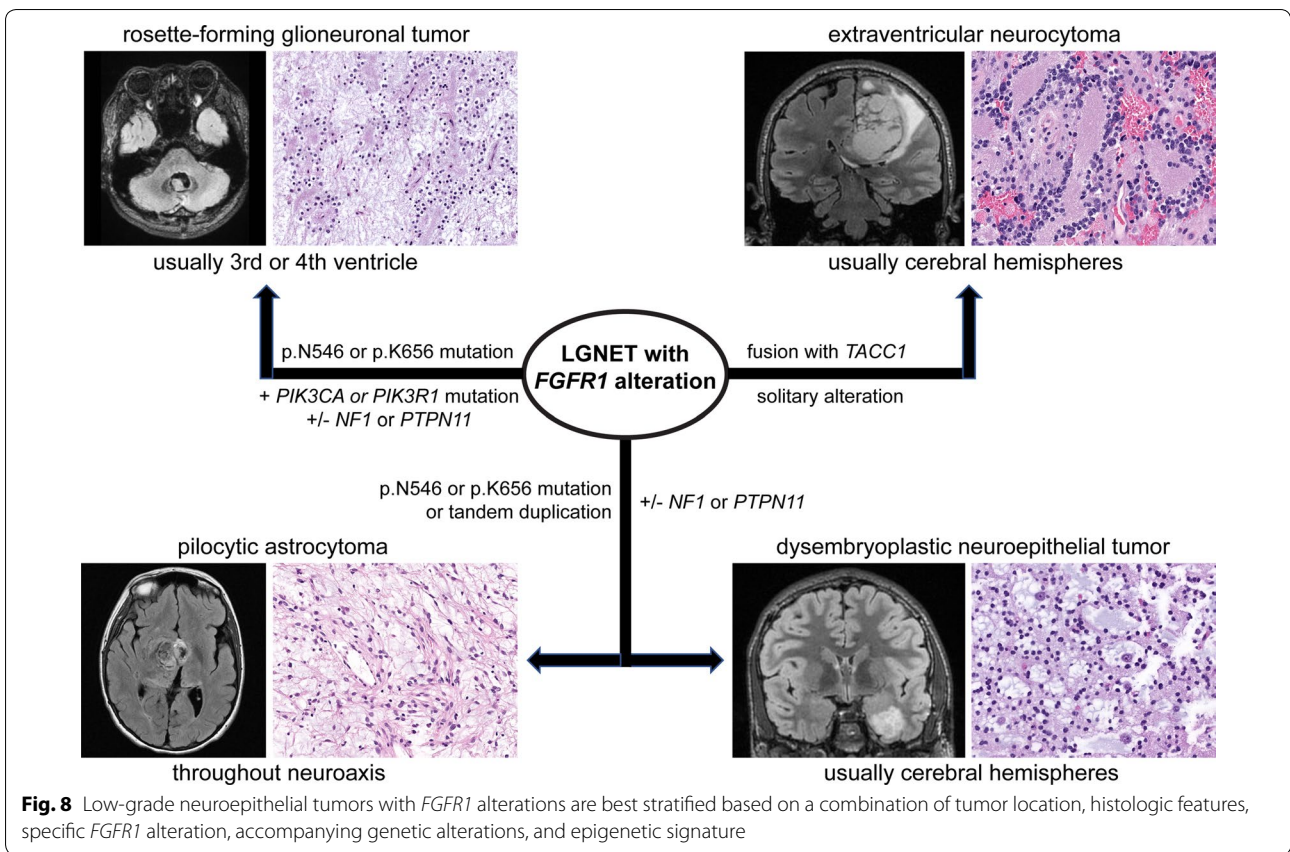 rosette-forming glioneuronal tumor
extraventricular neurocytoma
usually 3rd or 4th ventricle
usually cerebral hemispheres
p.N546 or p.K656 mutation
+ PIK3CA or PIK3R1 mutation
+/- NF1 or PTPN11
LGNET with
FGFR1 alteration
fusion with TACC1
solitary alteration
p.N546 or p.K656 mutation
or tandem duplication
+/- NF1 or PTPN11
pilocytic astrocytoma
dysembryoplastic neuroepithelial tumor
throughout neuroaxis
usually cerebral hemispheres
Fig. 8 Low-grade neuroepithelial tumors with FGFR1 alterations are best stratified based on a combination of tumor location, histologic features,
specific FGFR1 alteration, accompanying genetic alterations, and epigenetic signature